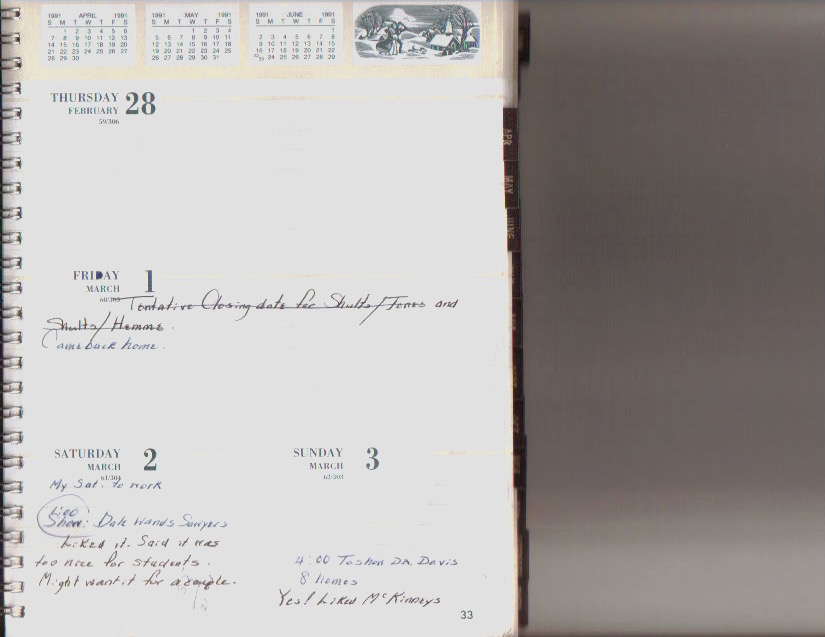 1991 APRIL 1991
S M T W T F S
1 2 3 4 5 6
7 8 9 10 11 12 13
14 15 16 17 18 19 20
21 22 23 24 25 26 27
28 29 30
1991 MAY 1991
S M T W T F S
1 2 3 4
5 6 7 8 9 10 11
12 13 14 15 16 17 18
19 20 21 22 23 24 25
26 27 28 29 30 31
1991 JUNE 1991
S M T W T F S
1
2 3 4 5 6 7 8
9 10 11 12 13 14 15
16 17 18 19 20 21 22
23/30 24 25 26 27 28 29
THURSDAY 28
FEBRUARY
59/306
APR
MAY
JUNE
FRIDAY 1
MARCH
60/305
Tentative Closing date for Shults/Jones and
Shults/Hemme.
Came back home.
SATURDAY 2
MARCH
61/304
My Sat. to work
1:00
Show: Dale Wands Sawyers
Liked it. Said it was
too nice for students.
Might want it for a couple.
SUNDAY 3
MARCH
62/303
4:00 To show DR. Davis
8 homes
Yes! Liked McKinneys
33